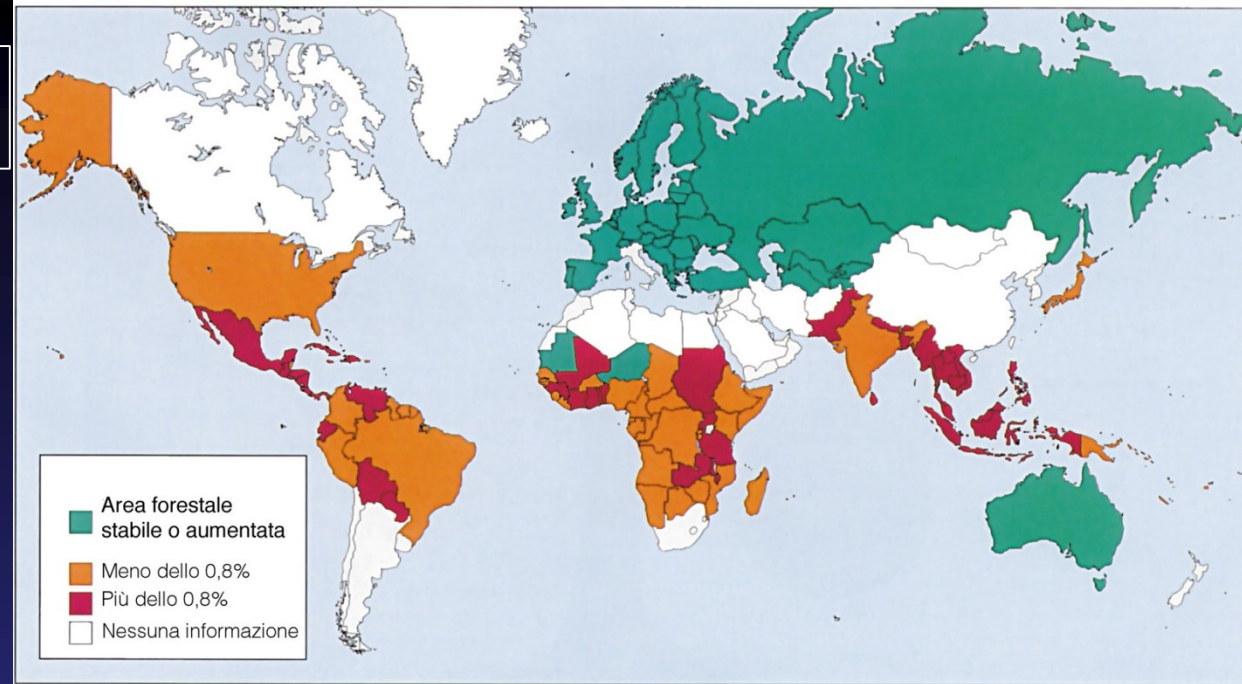 Area forestale
stabile o aumentata
Meno dello 0,8%
Più dello 0,8%
Nessuna informazione